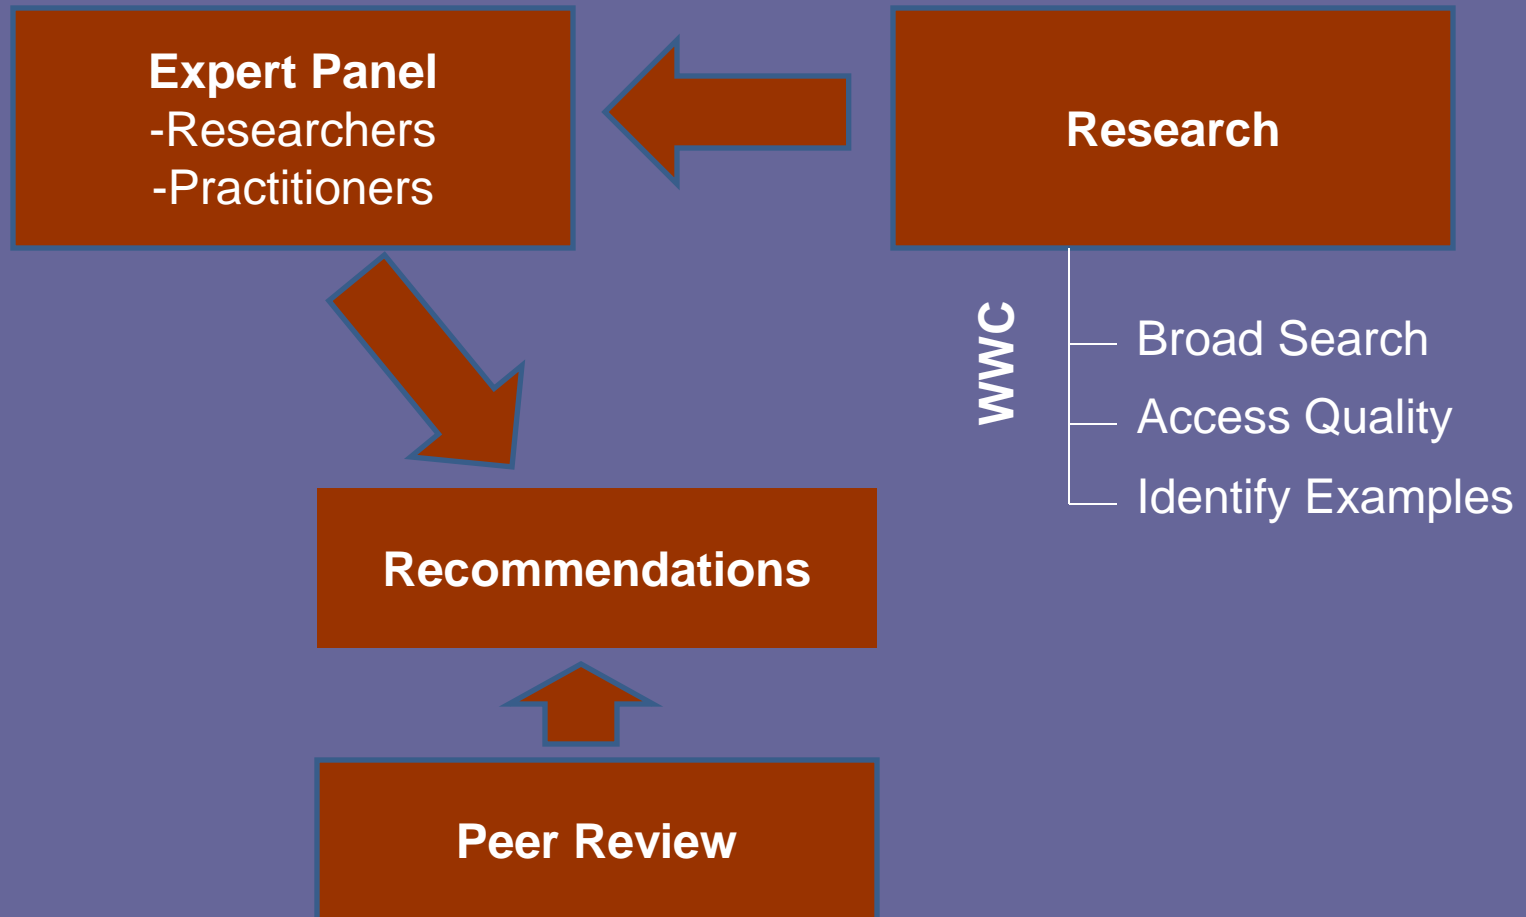 Expert Panel
-Researchers
-Practitioners
Research
WWC
Broad Search
Access Quality
Identify Examples
Recommendations
Peer Review